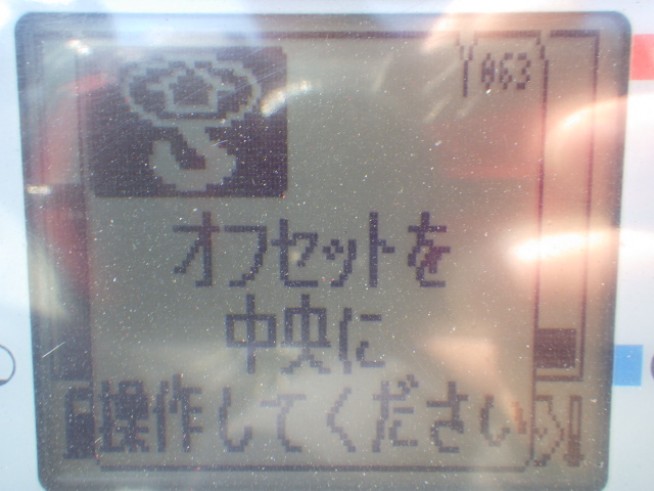 063
オフセットを
中央に
操作してください